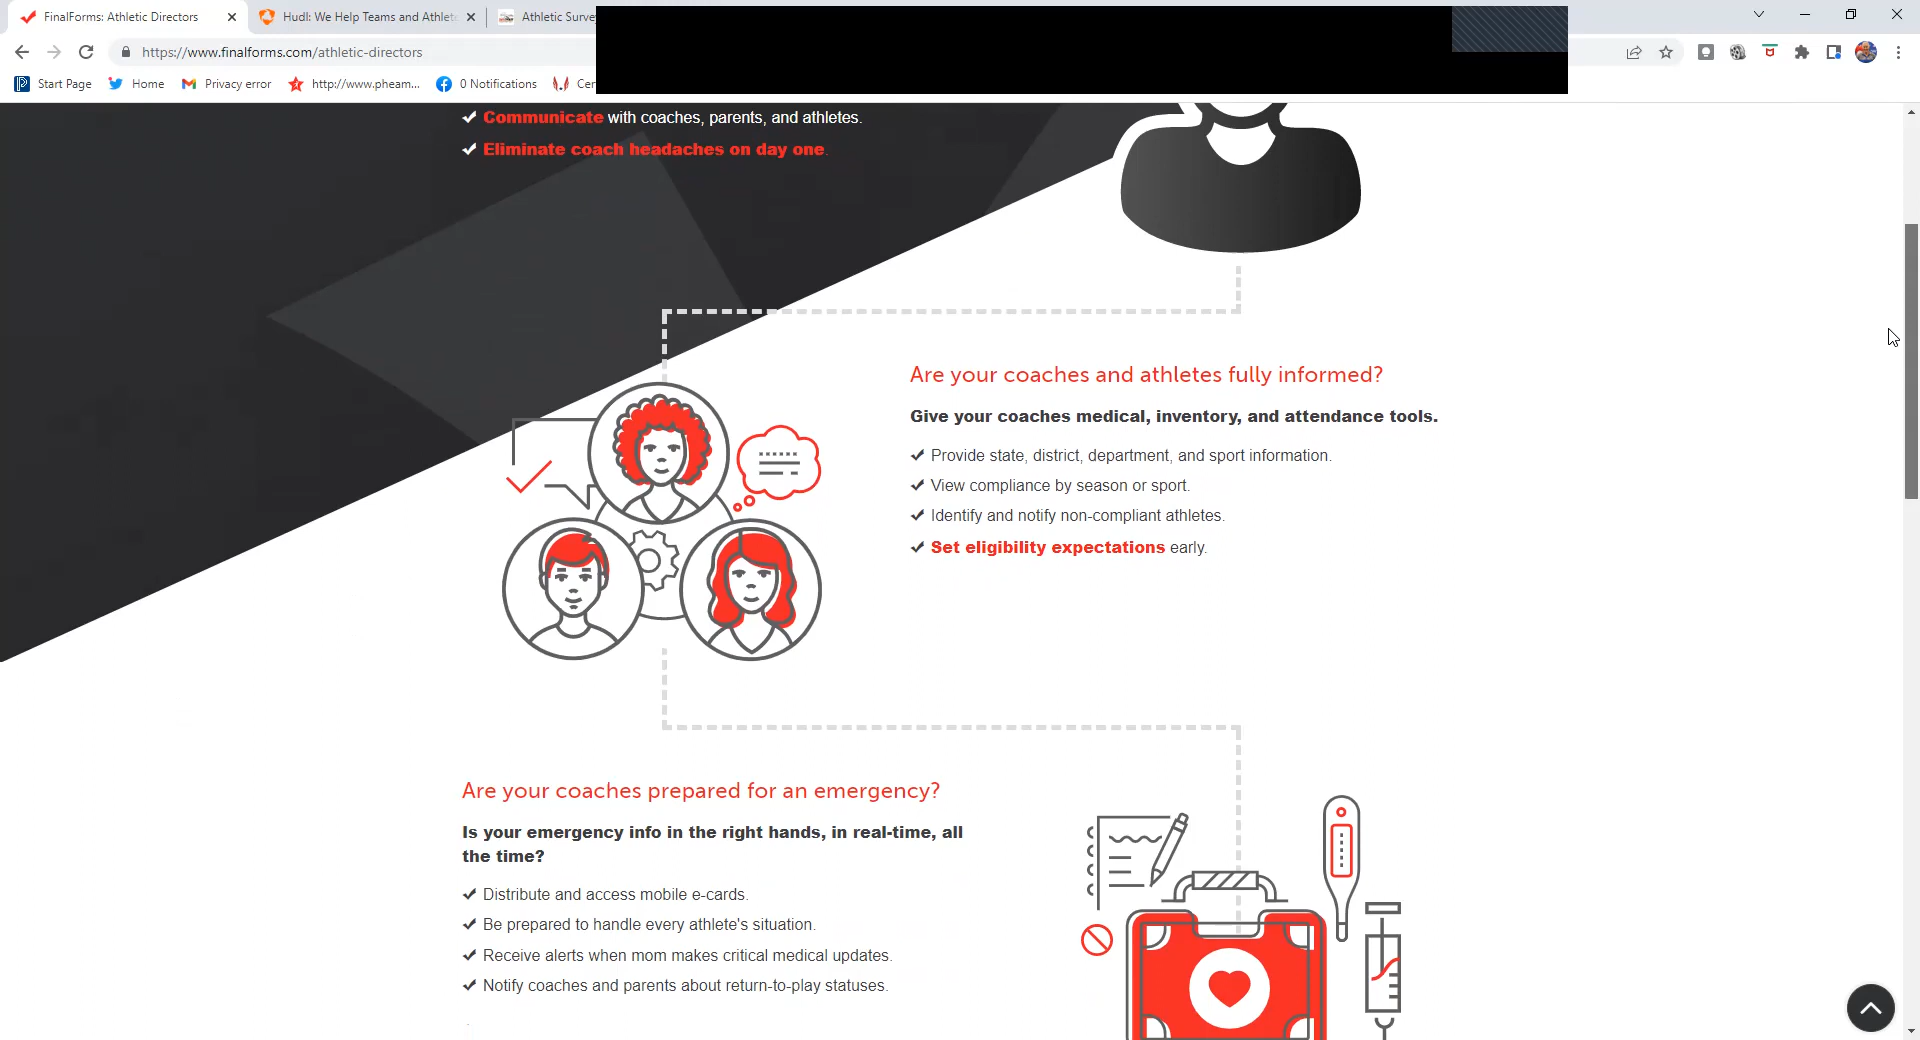 FinalForms: Athletic Directors
Hudl: We Help Teams and Athlet
Athletic Surve
https://www.finalforms.com/athletic-directors
Start Page
Home
Privacy error
http://www.pheam...
0 Notifications
Cer
Communicate with coaches, parents, and athletes.
Eliminate coach headaches on day one.
Are your coaches and athletes fully informed?
Give your coaches medical, inventory, and attendance tools.
Provide state, district, department, and sport information.
View compliance by season or sport.
Identify and notify non-compliant athletes.
Set eligibility expectations early.
Are your coaches prepared for an emergency?
Is your emergency info in the right hands, in real-time, all
the time?
Distribute and access mobile e-cards.
Be prepared to handle every athlete's situation.
Receive alerts when mom makes critical medical updates.
Notify coaches and parents about return-to-play statuses.